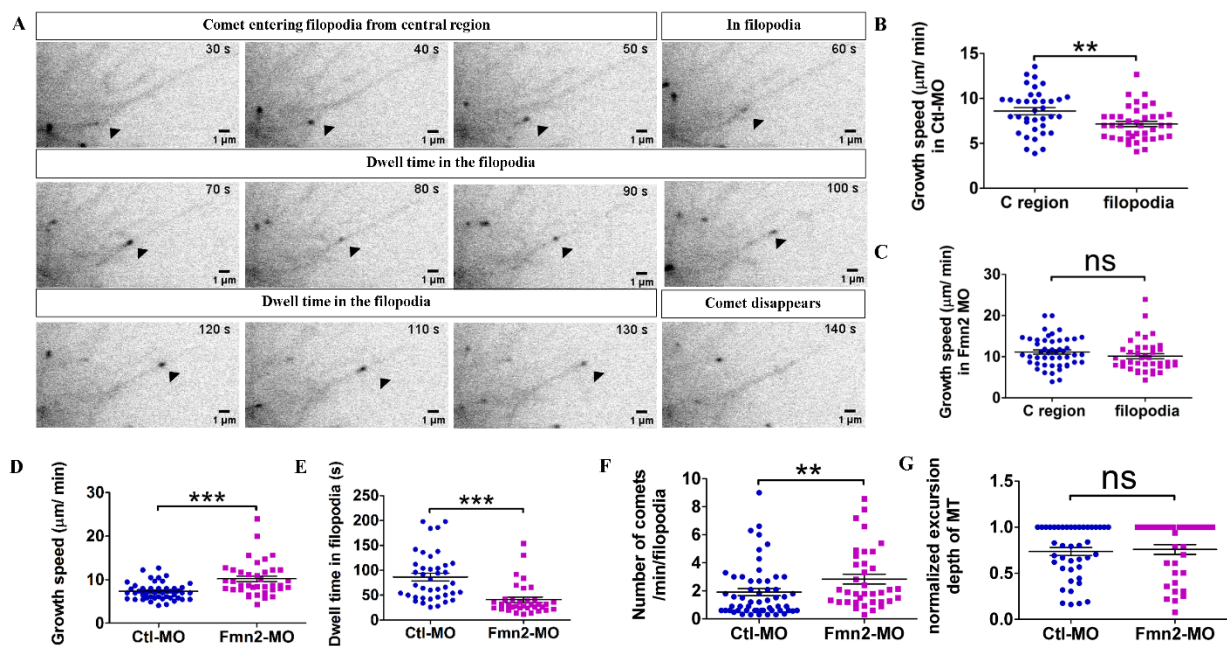 A
Comet entering filopodia from central region
In filopodia
30 s
40 s
50 s
60 s
1 µm
1 µm
1 µm
1 µm
Dwell time in the filopodia
70 s
80 s
90 s
100 s
1 µm
1 µm
1 µm
1 µm
Dwell time in the filopodia
Comet disappears
120 s
110 s
130 s
140 s
1 µm
1 µm
1 µm
1 µm
B
Growth speed (µm/ min)
in Ctl-MO
15
10
5
0
**
C region
filopodia
C
Growth speed (µm/ min)
in Fmn2 MO
30
20
10
0
ns
C region
filopodia
D
Growth speed (µm/ min)
30
20
10
0
***
Ctl-MO
Fmn2-MO
E
Dwell time in filopodia (s)
250
200
150
100
50
0
***
Ctl-MO
Fmn2-MO
F
Number of comets
/min/filopodia
10
8
6
4
2
0
**
Ctl-MO
Fmn2-MO
G
normalized excursion
depth of MT
1.5
1.0
0.5
0.0
ns
Ctl-MO
Fmn2-MO